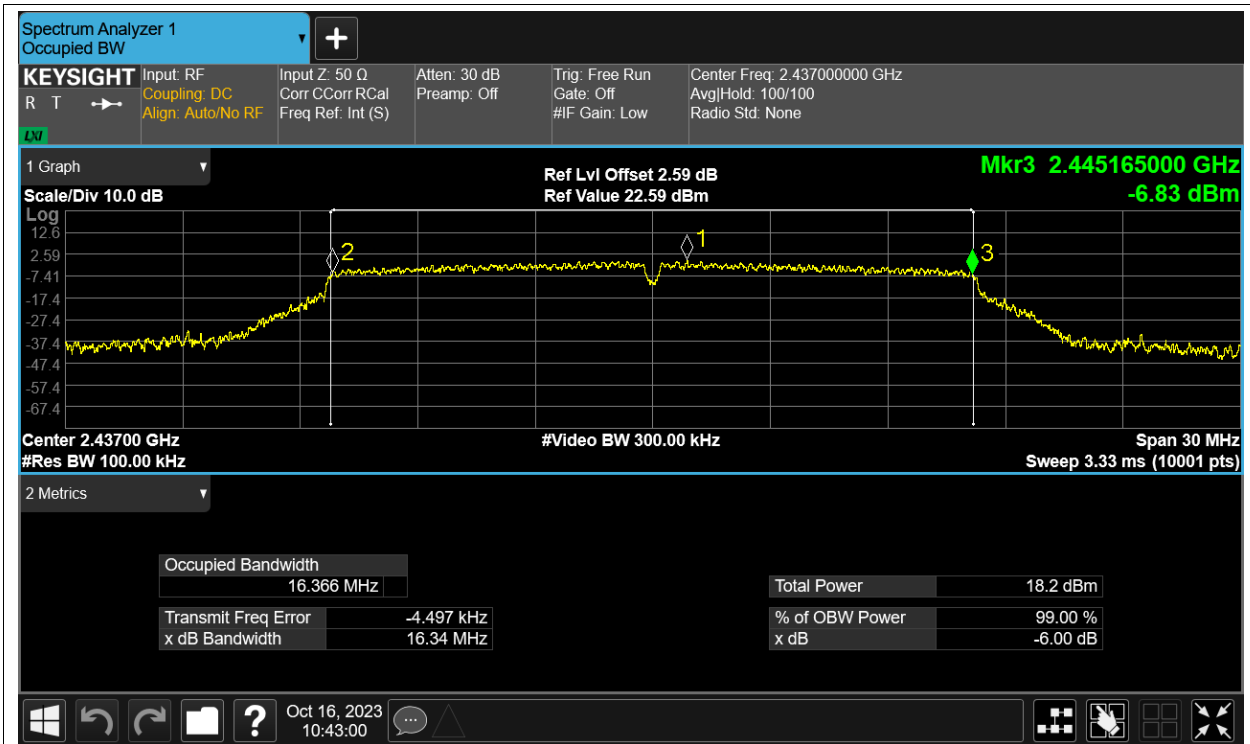 Spectrum Analyzer 1
Occupied BW
KEYSIGHT
R T
LXI
Input: RF
Coupling: DC
Align: Auto/No RF
Input Z: 50 Ω
Corr CCorr RCal
Freq Ref: Int (S)
Atten: 30 dB
Preamp: Off
Trig: Free Run
Gate: Off
#IF Gain: Low
Center Freq: 2.437000000 GHz
Avg|Hold: 100/100
Radio Std: None
1 Graph
Scale/Div 10.0 dB
Ref Lvl Offset 2.59 dB
Ref Value 22.59 dBm
Mkr3 2.445165000 GHz
-6.83 dBm
Log
12.6
2.59
-7.41
-17.4
-27.4
-37.4
-47.4
-57.4
-67.4
2
1
3
Center 2.43700 GHz
#Video BW 300.00 kHz
Span 30 MHz
#Res BW 100.00 kHz
Sweep 3.33 ms (10001 pts)
2 Metrics
Occupied Bandwidth
16.366 MHz
Transmit Freq Error -4.497 kHz
x dB Bandwidth 16.34 MHz
Total Power 18.2 dBm
% of OBW Power 99.00 %
x dB -6.00 dB
?
Oct 16, 2023
10:43:00